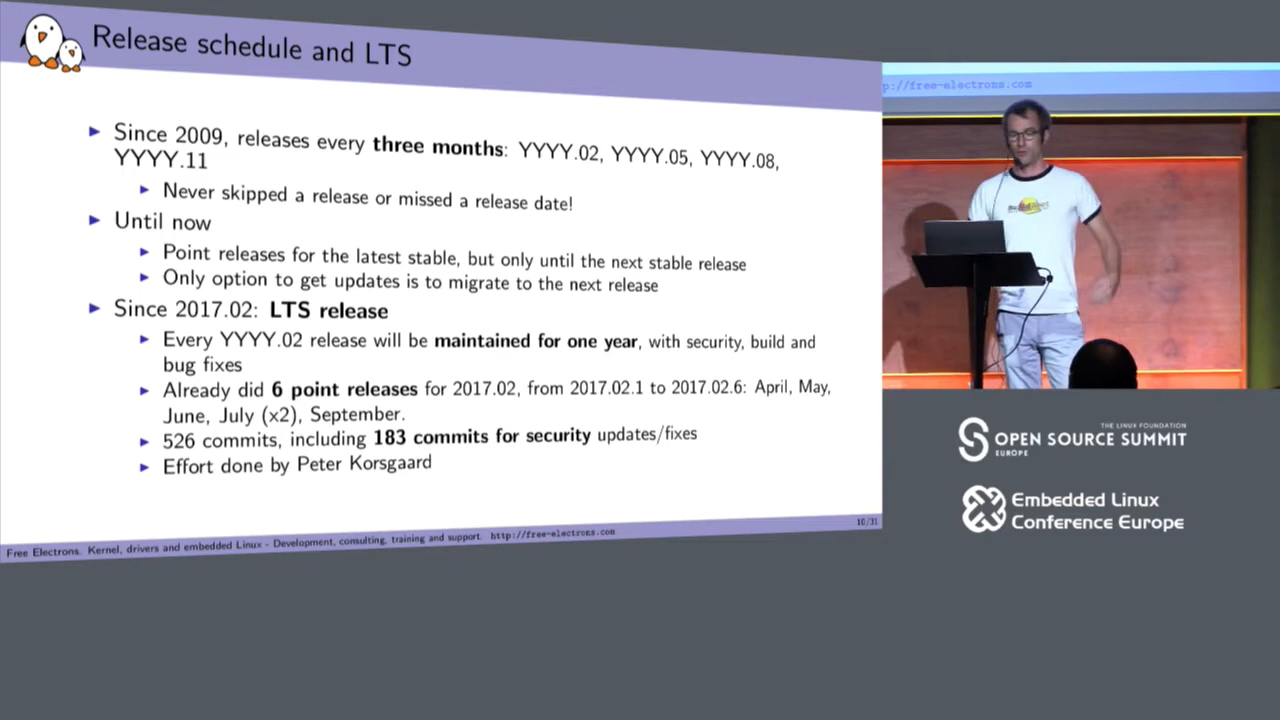 Release schedule and LTS
▶ Since 2009, releases every three months: YYYY.02, YYYY.05, YYYY.08,
YYYY.11
▶ Never skipped a release or missed a release date!
▶ Until now
▶ Point releases for the latest stable, but only until the next stable release
▶ Only option to get updates is to migrate to the next release
▶ Since 2017.02: LTS release
▶ Every YYYY.02 release will be maintained for one year, with security, build and
bug fixes
▶ Already did 6 point releases for 2017.02, from 2017.02.1 to 2017.02.6: April, May,
June, July (x2), September.
▶ 526 commits, including 183 commits for security updates/fixes
▶ Effort done by Peter Korsgaard
Free Electrons. Kernel, drivers and embedded Linux - Development, consulting, training and support. http://free-electrons.com
10/31
p://free-electrons.com
THE LINUX FOUNDATION
OPEN SOURCE SUMMIT
EUROPE
Embedded Linux
Conference Europe